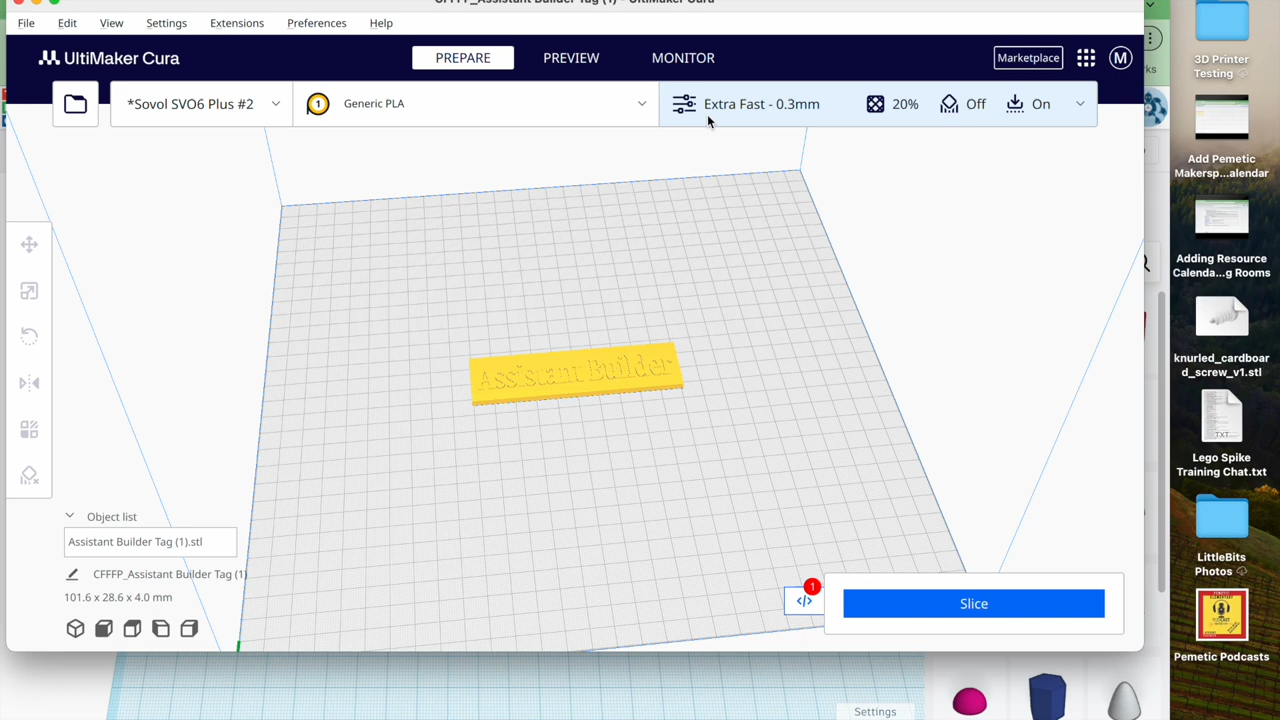 CFFFP_Assistant Builder Tag (1) - UltiMaker Cura
File Edit View Settings Extensions Preferences Help
UltiMaker Cura
PREPARE PREVIEW MONITOR
Marketplace
M
*Sovol SVO6 Plus #2
1 Generic PLA
Extra Fast - 0.3mm 20% Off On
Assistant Builder
Object list
Assistant Builder Tag (1).stl
CFFFP_Assistant Builder Tag (1)
101.6 x 28.6 x 4.0 mm
1
Slice
Settings
3D Printer
Testing
Add Pemetic
Makersp...alendar
Adding Resource
Calenda...g Rooms
knurled_cardboar
d_screw_v1.stl
TXT
Lego Spike
Training Chat.txt
LittleBits
Photos
Pemetic Podcasts